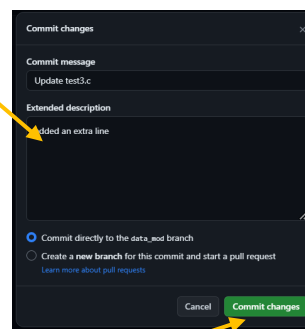 Commit changes
Commit message
Update test3.c
Extended description
dded an extra line
Commit directly to the data_mod branch
Create a new branch for this commit and start a pull request
Learn more about pull requests
Cancel Commit changes